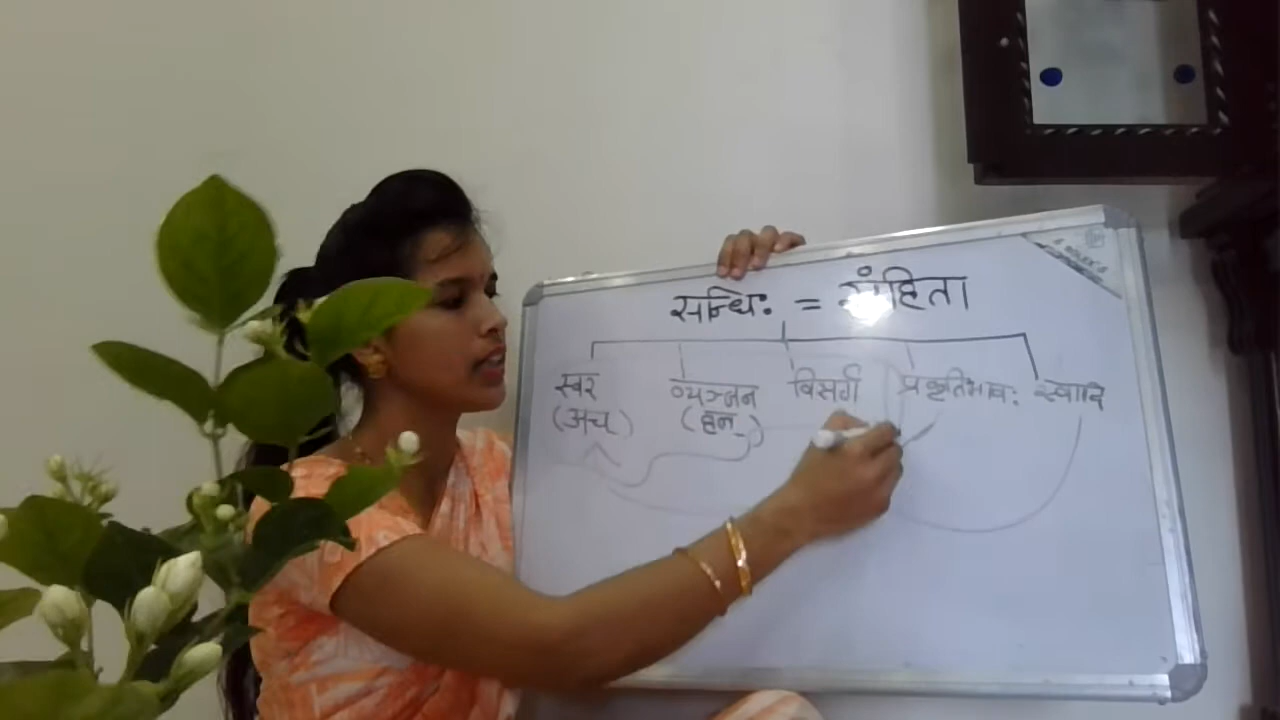 सन्धिः = संहिता
स्वर व्यञ्जन विसर्ग प्रकृतिभावः स्वादि
(अच्) (हल्)